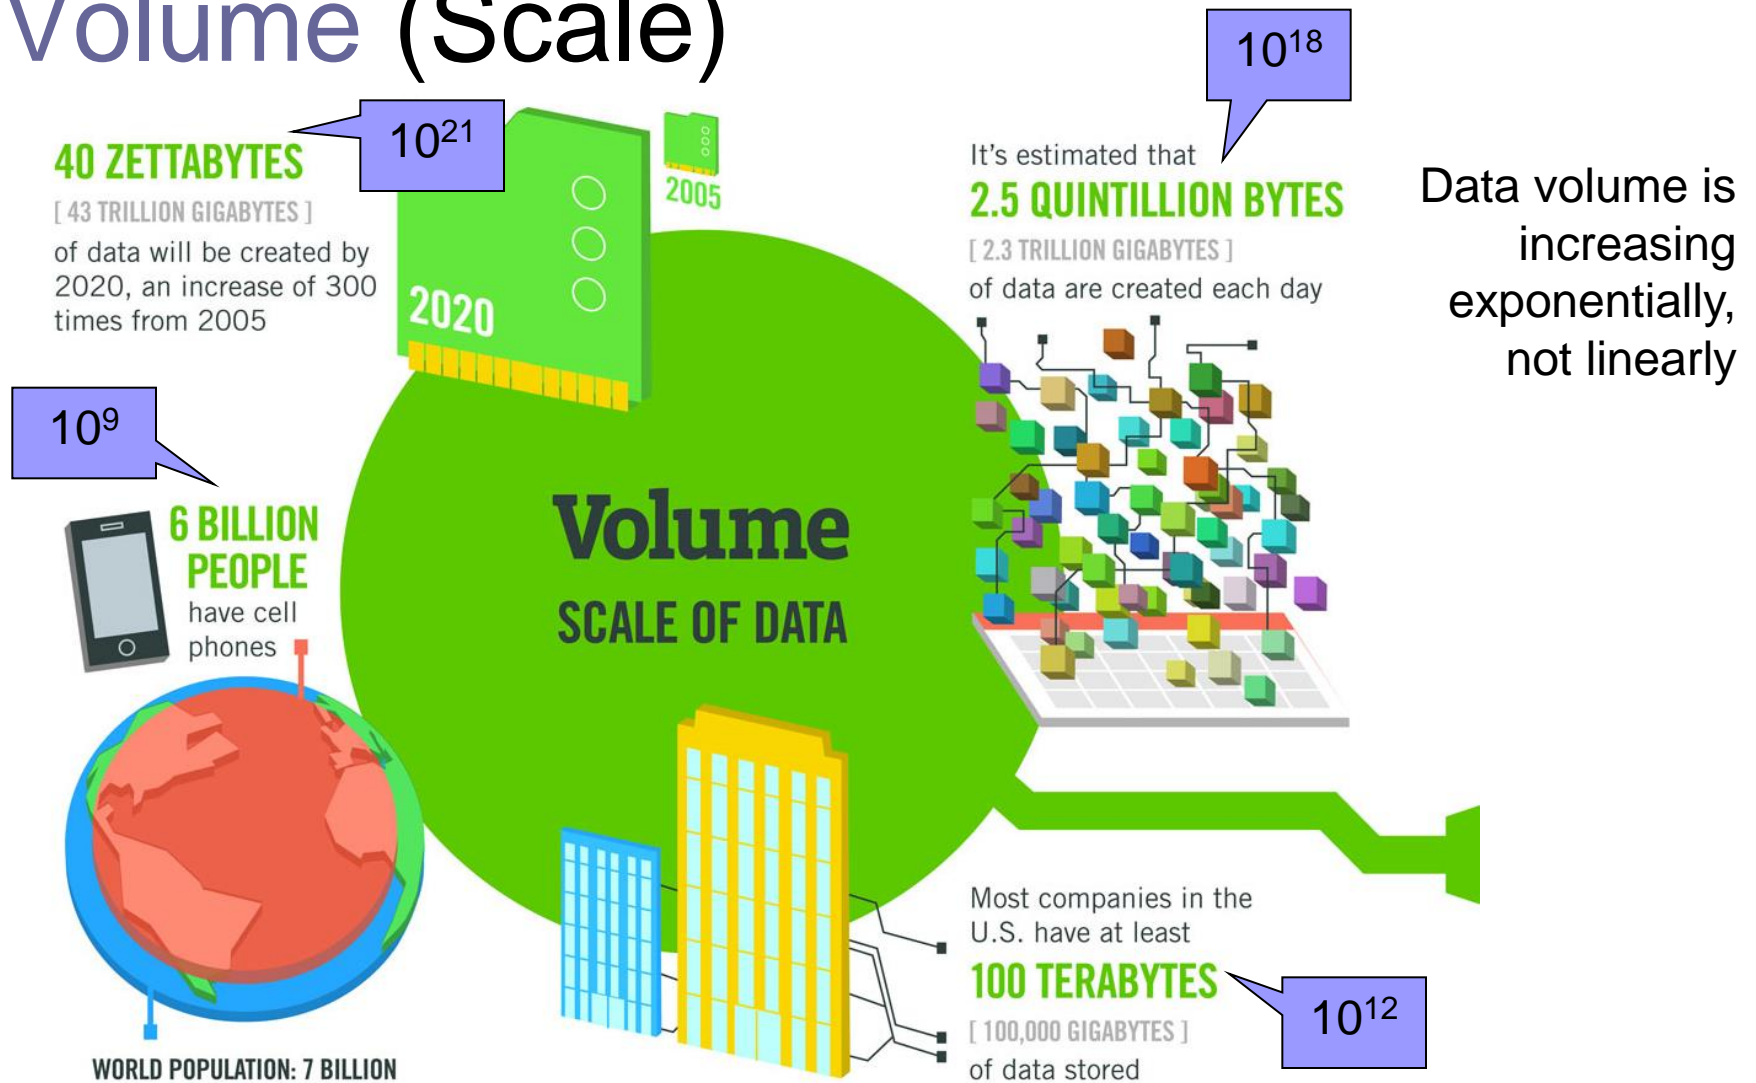 Volume (Scale)
10²¹
40 ZETTABYTES
[ 43 TRILLION GIGABYTES ]
of data will be created by
2020, an increase of 300
times from 2005
2020
2005
10¹⁸
It's estimated that
2.5 QUINTILLION BYTES
[ 2.3 TRILLION GIGABYTES ]
of data are created each day
Data volume is
increasing
exponentially,
not linearly
10⁹
6 BILLION
PEOPLE
have cell
phones
WORLD POPULATION: 7 BILLION
Volume
SCALE OF DATA
Most companies in the
U.S. have at least
100 TERABYTES
[ 100,000 GIGABYTES ]
of data stored
10¹²